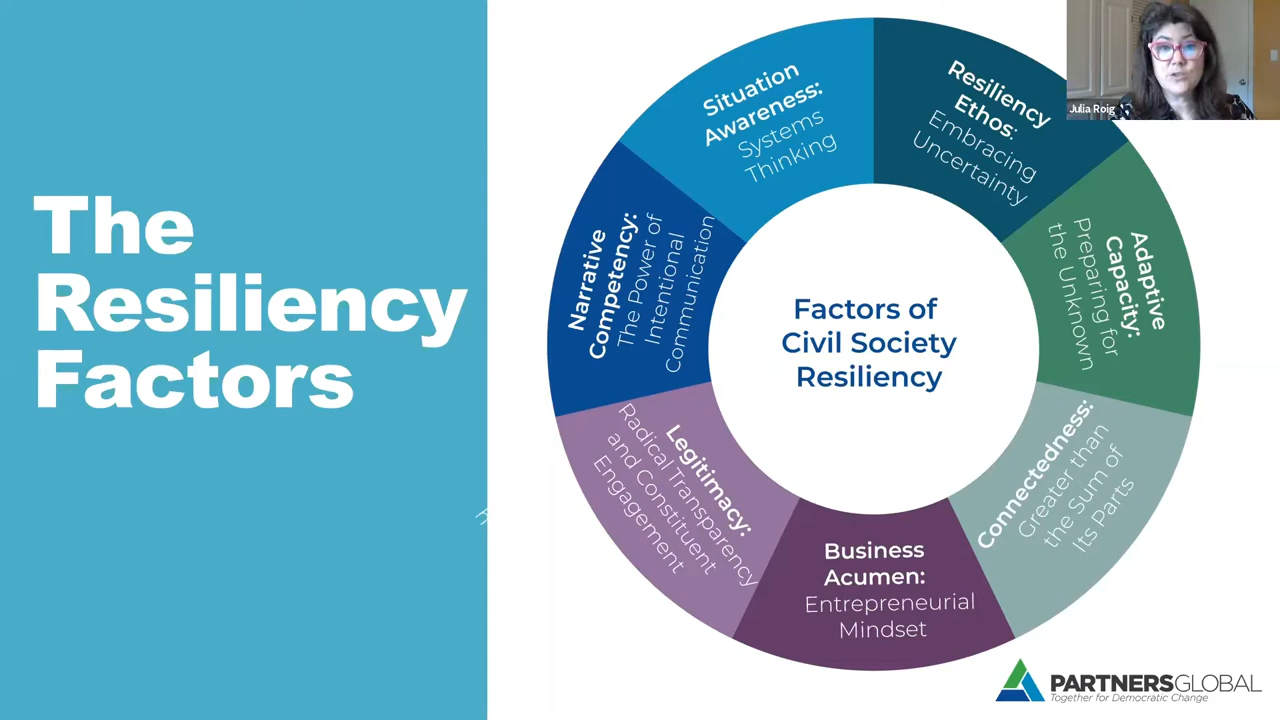 The
Resiliency
Factors
Situation
Awareness:
Systems
Thinking
Resiliency
Ethos:
Embracing
Uncertainty
Adaptive
Capacity:
Preparing for
the Unknown
Connectedness:
Greater than
the Sum of
Its Parts
Business
Acumen:
Entrepreneurial
Mindset
Legitimacy:
Radical Transparency
and Constituent
Engagement
Narrative
Competency:
The Power of
Intentional
Communication
Factors of
Civil Society
Resiliency
Julia Roig
PARTNERSGLOBAL
Together for Democratic Change